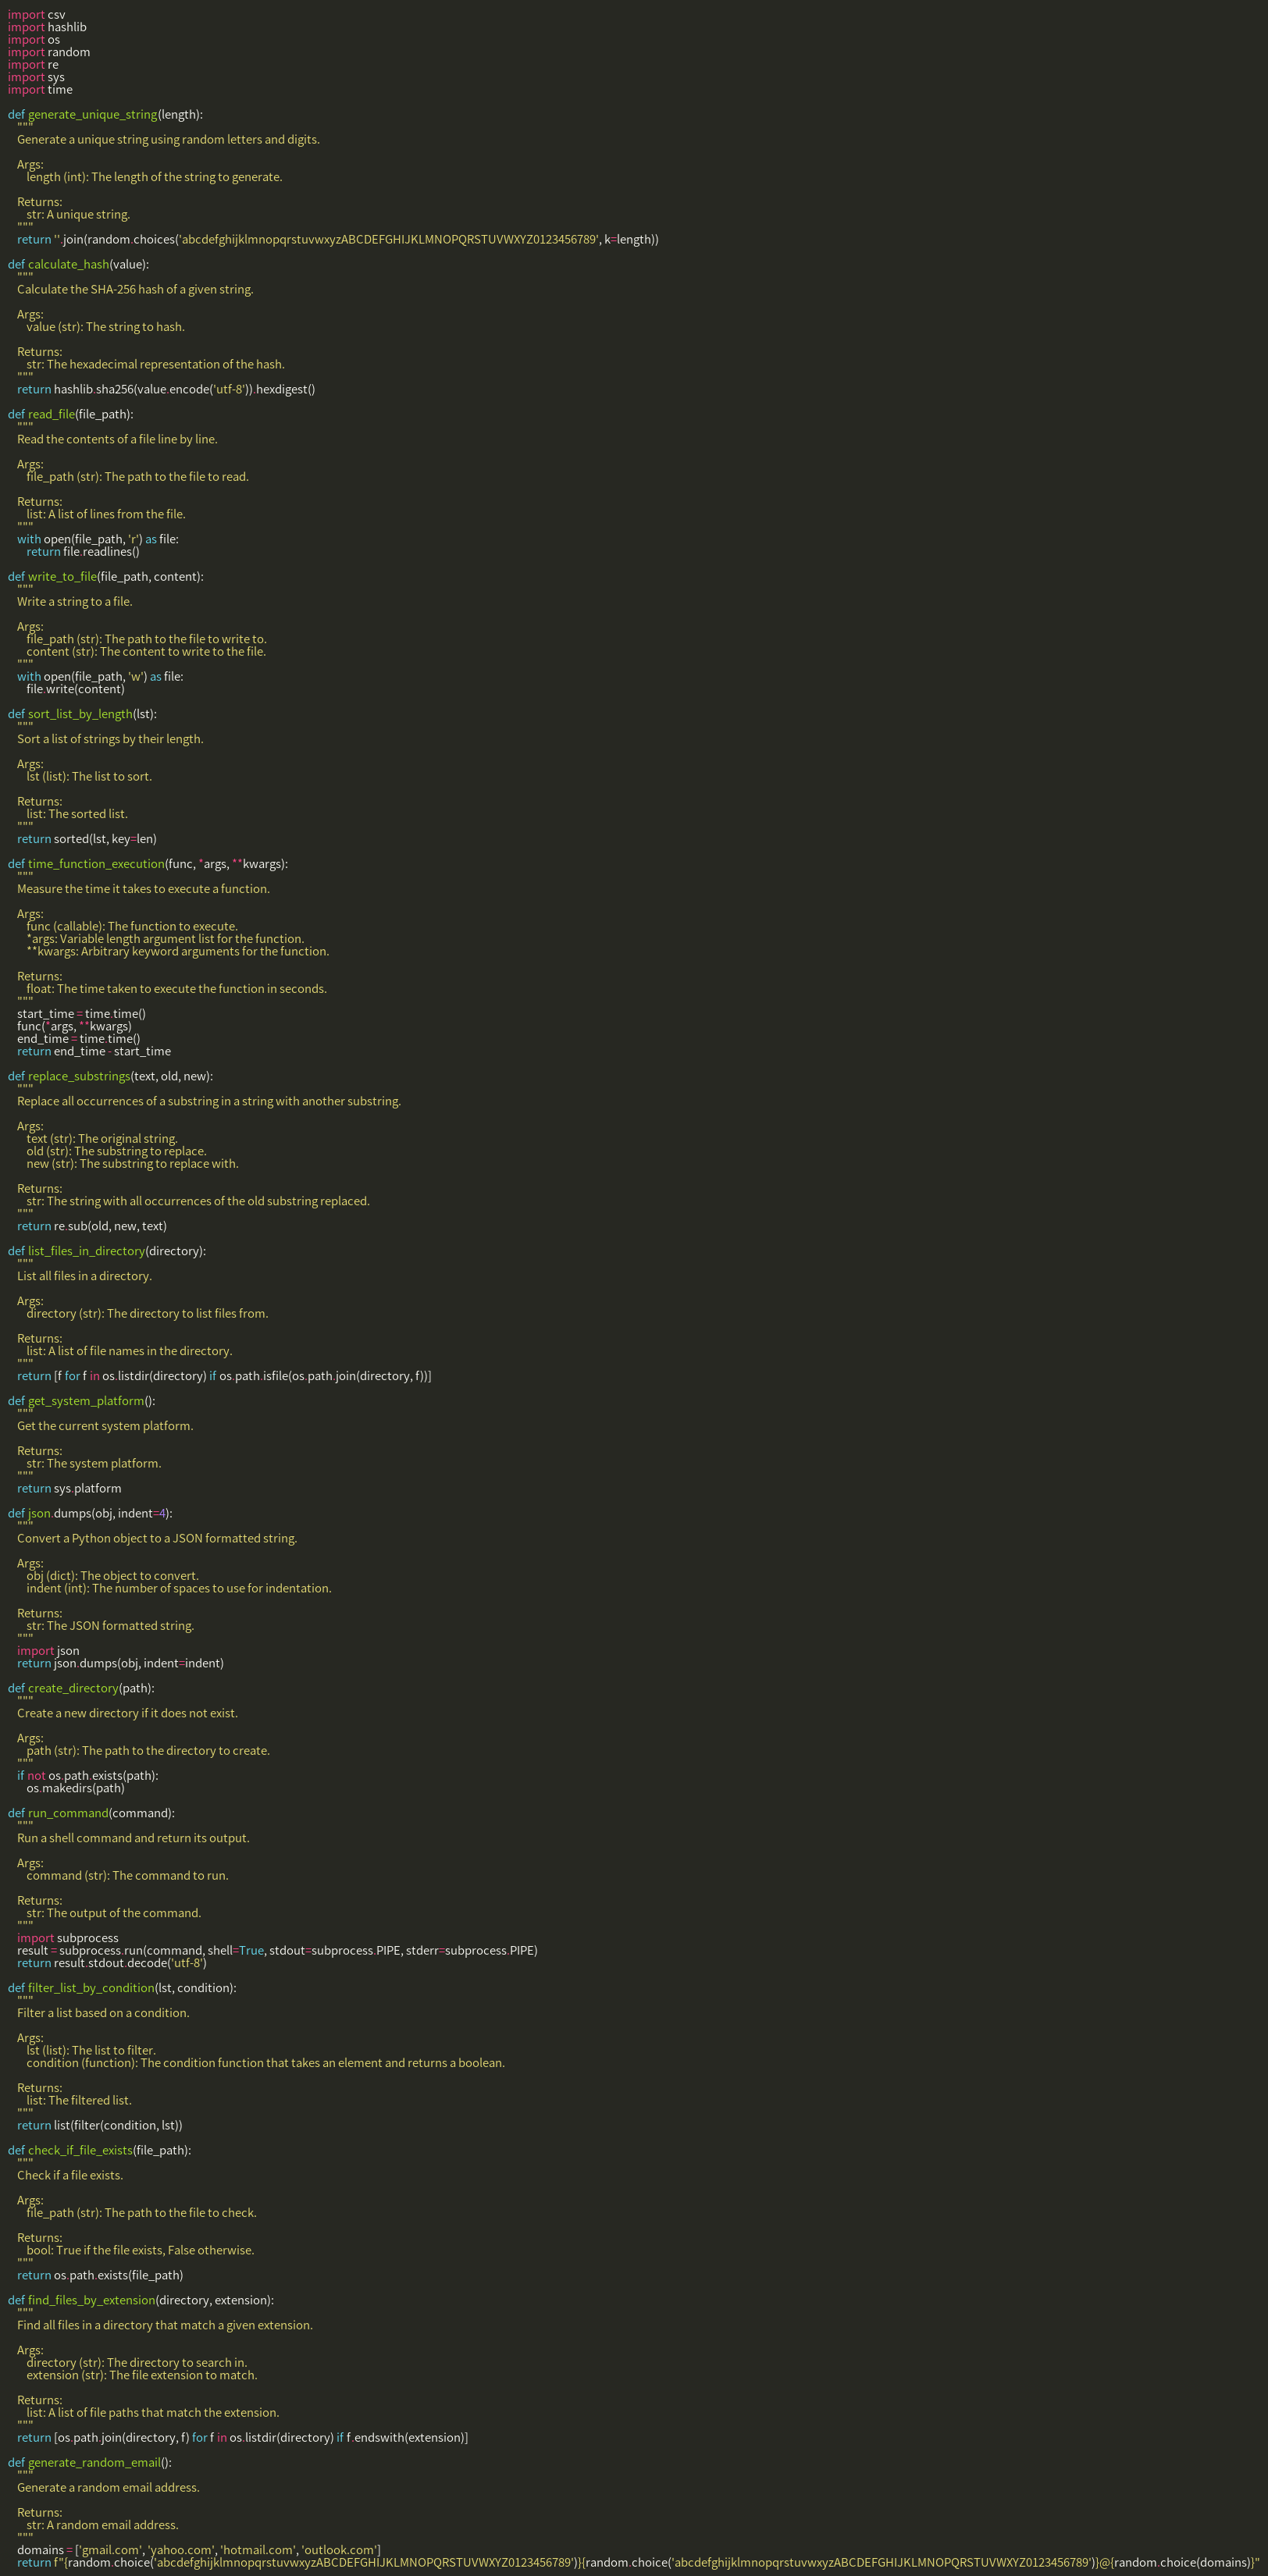 import csv
import hashlib
import os
import random
import re
import sys
import time

def generate_unique_string(length):
    """
    Generate a unique string using random letters and digits.

    Args:
        length (int): The length of the string to generate.

    Returns:
        str: A unique string.
    """
    return ''.join(random.choices('abcdefghijklmnopqrstuvwxyzABCDEFGHIJKLMNOPQRSTUVWXYZ0123456789', k=length))

def calculate_hash(value):
    """
    Calculate the SHA-256 hash of a given string.

    Args:
        value (str): The string to hash.

    Returns:
        str: The hexadecimal representation of the hash.
    """
    return hashlib.sha256(value.encode('utf-8')).hexdigest()

def read_file(file_path):
    """
    Read the contents of a file line by line.

    Args:
        file_path (str): The path to the file to read.

    Returns:
        list: A list of lines from the file.
    """
    with open(file_path, 'r') as file:
        return file.readlines()

def write_to_file(file_path, content):
    """
    Write a string to a file.

    Args:
        file_path (str): The path to the file to write to.
        content (str): The content to write to the file.
    """
    with open(file_path, 'w') as file:
        file.write(content)

def sort_list_by_length(lst):
    """
    Sort a list of strings by their length.

    Args:
        lst (list): The list to sort.

    Returns:
        list: The sorted list.
    """
    return sorted(lst, key=len)

def time_function_execution(func, *args, **kwargs):
    """
    Measure the time it takes to execute a function.

    Args:
        func (callable): The function to execute.
        *args: Variable length argument list for the function.
        **kwargs: Arbitrary keyword arguments for the function.

    Returns:
        float: The time taken to execute the function in seconds.
    """
    start_time = time.time()
    func(*args, **kwargs)
    end_time = time.time()
    return end_time - start_time

def replace_substrings(text, old, new):
    """
    Replace all occurrences of a substring in a string with another substring.

    Args:
        text (str): The original string.
        old (str): The substring to replace.
        new (str): The substring to replace with.

    Returns:
        str: The string with all occurrences of the old substring replaced.
    """
    return re.sub(old, new, text)

def list_files_in_directory(directory):
    """
    List all files in a directory.

    Args:
        directory (str): The directory to list files from.

    Returns:
        list: A list of file names in the directory.
    """
    return [f for f in os.listdir(directory) if os.path.isfile(os.path.join(directory, f))]

def get_system_platform():
    """
    Get the current system platform.

    Returns:
        str: The system platform.
    """
    return sys.platform

def json.dumps(obj, indent=4):
    """
    Convert a Python object to a JSON formatted string.

    Args:
        obj (dict): The object to convert.
        indent (int): The number of spaces to use for indentation.

    Returns:
        str: The JSON formatted string.
    """
    import json
    return json.dumps(obj, indent=indent)

def create_directory(path):
    """
    Create a new directory if it does not exist.

    Args:
        path (str): The path to the directory to create.
    """
    if not os.path.exists(path):
        os.makedirs(path)

def run_command(command):
    """
    Run a shell command and return its output.

    Args:
        command (str): The command to run.

    Returns:
        str: The output of the command.
    """
    import subprocess
    result = subprocess.run(command, shell=True, stdout=subprocess.PIPE, stderr=subprocess.PIPE)
    return result.stdout.decode('utf-8')

def filter_list_by_condition(lst, condition):
    """
    Filter a list based on a condition.

    Args:
        lst (list): The list to filter.
        condition (function): The condition function that takes an element and returns a boolean.

    Returns:
        list: The filtered list.
    """
    return list(filter(condition, lst))

def check_if_file_exists(file_path):
    """
    Check if a file exists.

    Args:
        file_path (str): The path to the file to check.

    Returns:
        bool: True if the file exists, False otherwise.
    """
    return os.path.exists(file_path)

def find_files_by_extension(directory, extension):
    """
    Find all files in a directory that match a given extension.

    Args:
        directory (str): The directory to search in.
        extension (str): The file extension to match.

    Returns:
        list: A list of file paths that match the extension.
    """
    return [os.path.join(directory, f) for f in os.listdir(directory) if f.endswith(extension)]

def generate_random_email():
    """
    Generate a random email address.

    Returns:
        str: A random email address.
    """
    domains = ['gmail.com', 'yahoo.com', 'hotmail.com', 'outlook.com']
    return f"{random.choice('abcdefghijklmnopqrstuvwxyzABCDEFGHIJKLMNOPQRSTUVWXYZ0123456789')}{random.choice('abcdefghijklmnopqrstuvwxyzABCDEFGHIJKLMNOPQRSTUVWXYZ0123456789')}@{random.choice(domains)}"